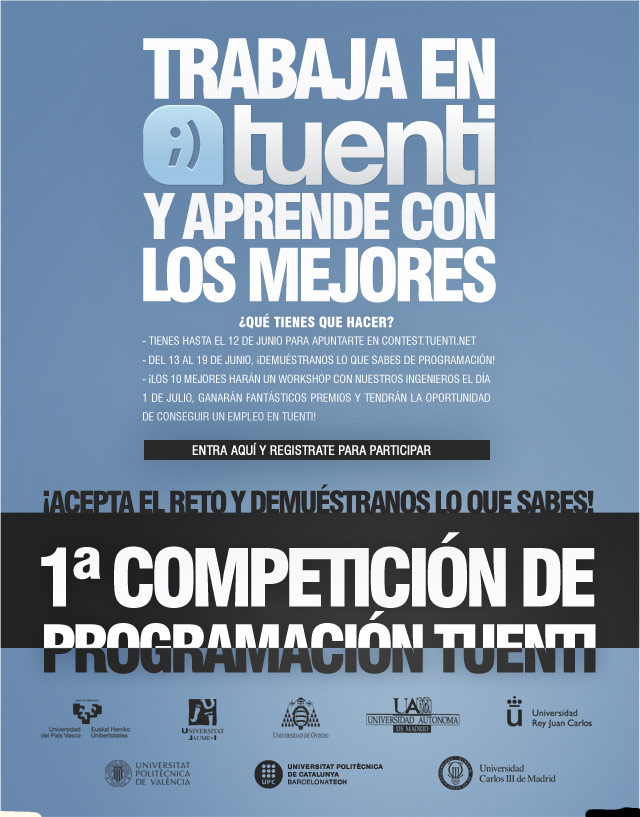 TRABAJA EN
;) tuenti
Y APRENDE CON
LOS MEJORES
¿QUÉ TIENES QUE HACER?
- TIENES HASTA EL 12 DE JUNIO PARA APUNTARTE EN CONTEST.TUENTI.NET
- DEL 13 AL 19 DE JUNIO, ¡DEMUÉSTRANOS LO QUE SABES DE PROGRAMACIÓN!
- ¡LOS 10 MEJORES HARÁN UN WORKSHOP CON NUESTROS INGENIEROS EL DÍA
1 DE JULIO, GANARÁN FANTÁSTICOS PREMIOS Y TENDRÁN LA OPORTUNIDAD
DE CONSEGUIR UN EMPLEO EN TUENTI!
ENTRA AQUÍ Y REGISTRATE PARA PARTICIPAR
¡ACEPTA EL RETO Y DEMUÉSTRANOS LO QUE SABES!
1ª COMPETICIÓN DE
PROGRAMACIÓN TUENTI
Universidad del País Vasco
Euskal Herriko Unibertsitatea
UNIVERSITAT
JAUME·I
UNIVERSIDAD DE OVIEDO
UA
UNIVERSIDAD AUTONOMA
DE MADRID
Universidad
Rey Juan Carlos
UNIVERSITAT
POLITÈCNICA
DE VALÈNCIA
UPC
UNIVERSITAT POLITÈCNICA
DE CATALUNYA
BARCELONATECH
Universidad
Carlos III de Madrid